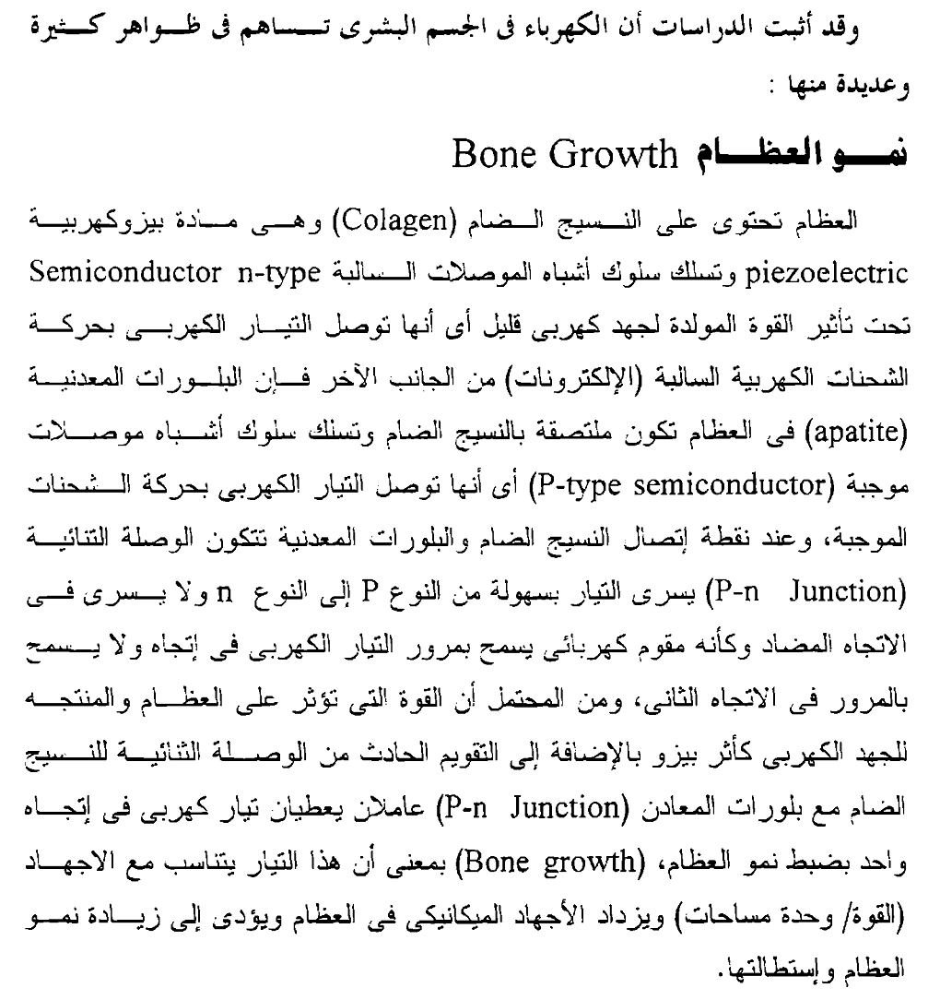 وقد أثبت الدراسات أن الكهرباء فى الجسم البشرى تساهم فى ظواهر كثيرة
وعديدة منها :
نمو العظام Bone Growth
العظام تحتوى على النسيج الضام (Colagen) وهى مادة بيزوكهربية
piezoelectric وتسلك سلوك أشباه الموصلات السالبة Semiconductor n-type
تحت تأثير القوة المولدة لجهد كهربى قليل أى أنها توصل التيار الكهربى بحركة
الشحنات الكهربية السالبة (الإلكترونات) من الجانب الآخر فإن البلورات المعدنية
(apatite) فى العظام تكون ملتصقة بالنسيج الضام وتسلك سلوك أشباه موصلات
موجبة (P-type semiconductor) أى أنها توصل التيار الكهربى بحركة الشحنات
الموجبة، وعند نقطة إتصال النسيج الضام والبلورات المعدنية تتكون الوصلة الثنائية
(P-n Junction) يسرى التيار بسهولة من النوع P إلى النوع n ولا يسرى فى
الاتجاه المضاد وكأنه مقوم كهربائى يسمح بمرور التيار الكهربى فى إتجاه ولا يسمح
بالمرور فى الاتجاه الثانى، ومن المحتمل أن القوة التى تؤثر على العظام والمنتجه
للجهد الكهربى كأثر بيزو بالإضافة إلى التقويم الحادث من الوصلة الثنائية للنسيج
الضام مع بلورات المعادن (P-n Junction) عاملان يعطيان تيار كهربى فى إتجاه
واحد بضبط نمو العظام، (Bone growth) بمعنى أن هذا التيار يتناسب مع الاجهاد
(القوة/ وحدة مساحات) ويزداد الأجهاد الميكانيكى فى العظام ويؤدى إلى زيادة نمو
العظام وإستطالتها.